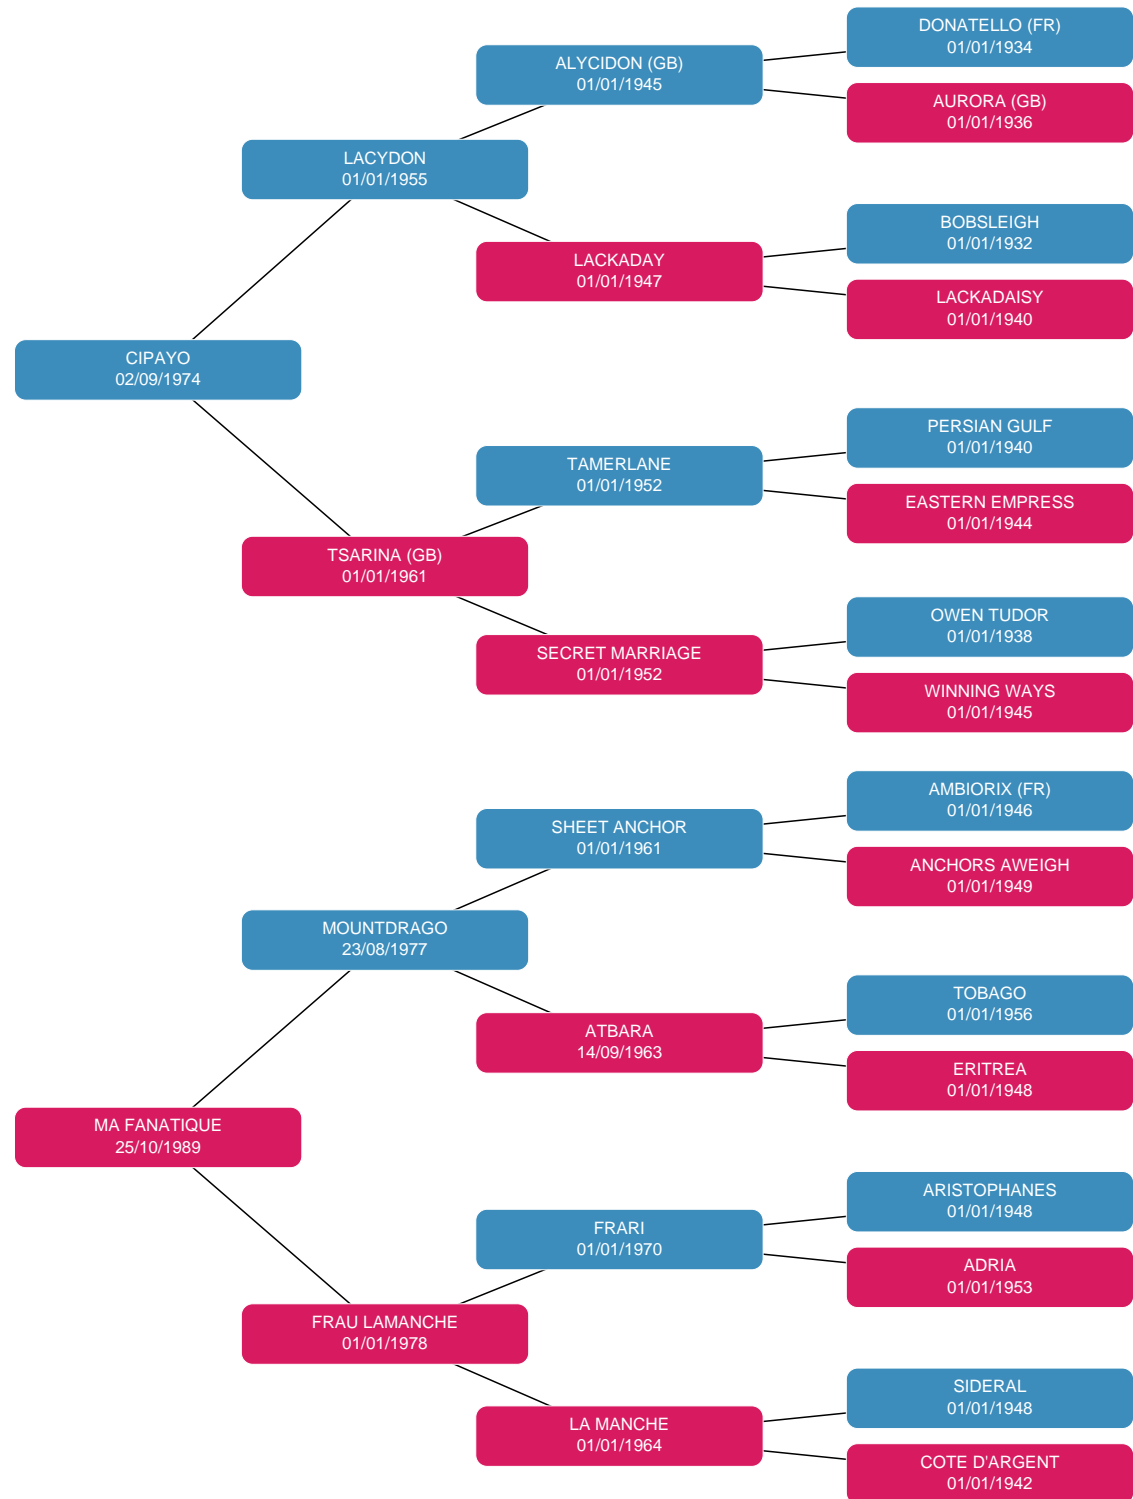 DONATELLO (FR)
01/01/1934
ALYCIDON (GB)
01/01/1945
AURORA (GB)
01/01/1936
LACYDON
01/01/1955
BOBSLEIGH
01/01/1932
LACKADAY
01/01/1947
LACKADAISY
01/01/1940
CIPAYO
02/09/1974
PERSIAN GULF
01/01/1940
TAMERLANE
01/01/1952
EASTERN EMPRESS
01/01/1944
TSARINA (GB)
01/01/1961
OWEN TUDOR
01/01/1938
SECRET MARRIAGE
01/01/1952
WINNING WAYS
01/01/1945
AMBIORIX (FR)
01/01/1946
SHEET ANCHOR
01/01/1961
ANCHORS AWEIGH
01/01/1949
MOUNTDRAGO
23/08/1977
TOBAGO
01/01/1956
ATBARA
14/09/1963
ERITREA
01/01/1948
MA FANATIQUE
25/10/1989
ARISTOPHANES
01/01/1948
FRARI
01/01/1970
ADRIA
01/01/1953
FRAU LAMANCHE
01/01/1978
SIDERAL
01/01/1948
LA MANCHE
01/01/1964
COTE D'ARGENT
01/01/1942